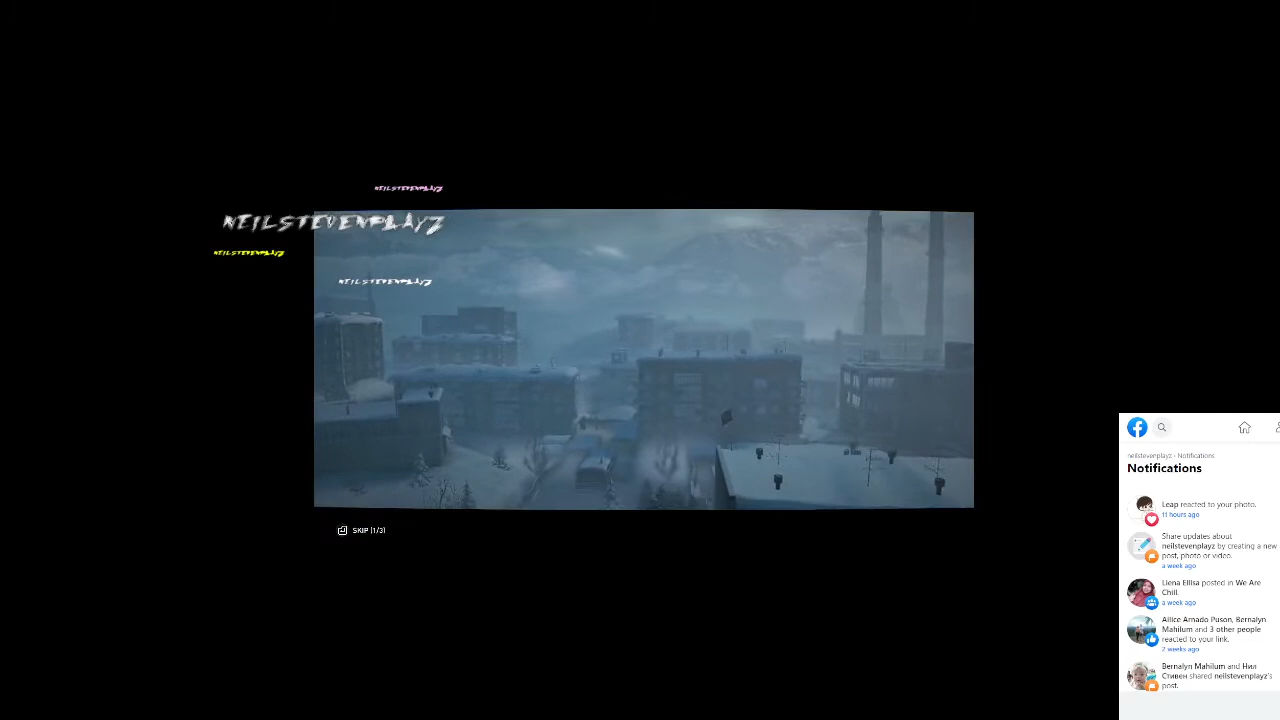 NEILSTEVENPLAYZ
NEILSTEVENPLAYZ
NEILSTEVENPLAYZ
NEILSTEVENPLAYZ
SKIP (1/3)
neilstevenplayz › Notifications
Notifications
Leap reacted to your photo.
11 hours ago
Share updates about
neilstevenplayz by creating a new
post, photo or video.
a week ago
Liena Ellisa posted in We Are
Chill.
a week ago
Allice Arnado Puson, Bernalyn
Mahilum and 3 other people
reacted to your link.
2 weeks ago
Bernalyn Mahilum and Нил
Стивен shared neilstevenplayz's
post.